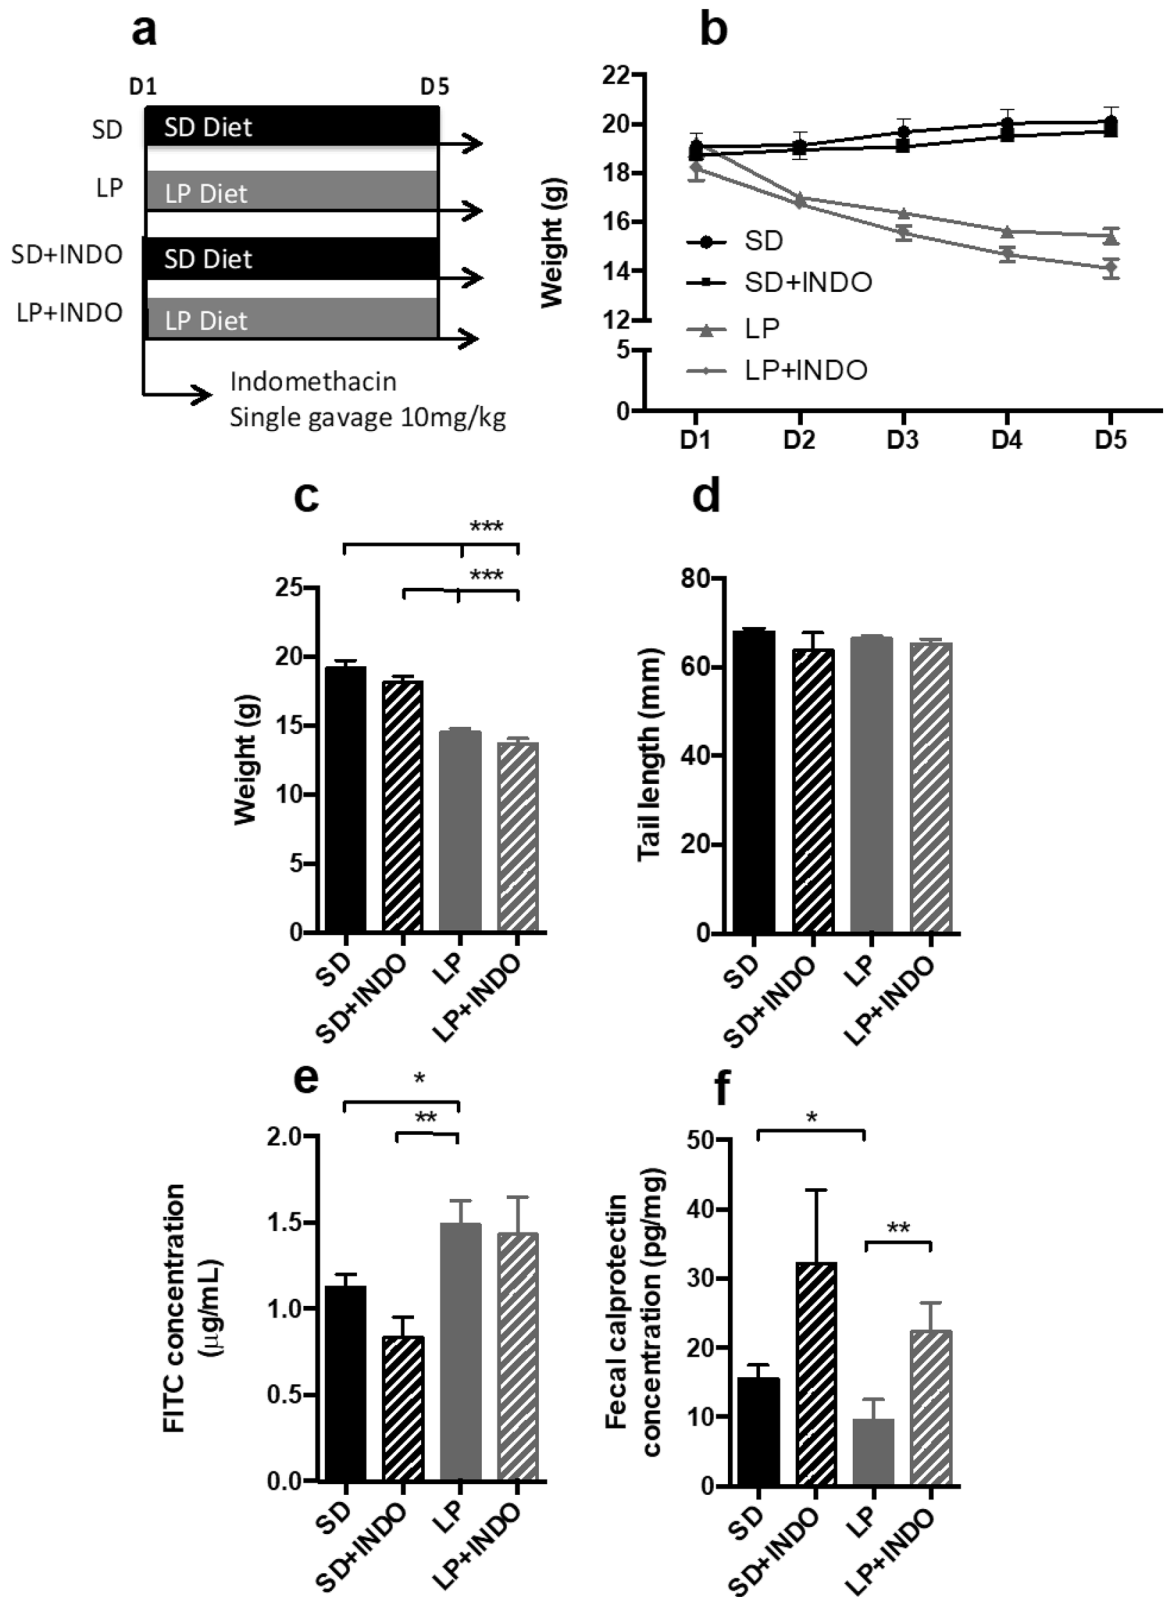 a
D1 D5
SD SD Diet
LP LP Diet
SD+INDO SD Diet
LP+INDO LP Diet
Indomethacin
Single gavage 10mg/kg
b
Weight (g)
22
20
18
16
14
12
5
0
SD
SD+INDO
LP
LP+INDO
D1 D2 D3 D4 D5
c
***
***
Weight (g)
25
20
15
10
5
0
SD SD+INDO LP LP+INDO
d
Tail length (mm)
80
60
40
20
0
SD SD+INDO LP LP+INDO
e
*
**
FITC concentration
(µg/mL)
2.0
1.5
1.0
0.5
0.0
SD SD+INDO LP LP+INDO
f
*
**
Fecal calprotectin
concentration (pg/mg)
50
40
30
20
10
0
SD SD+INDO LP LP+INDO